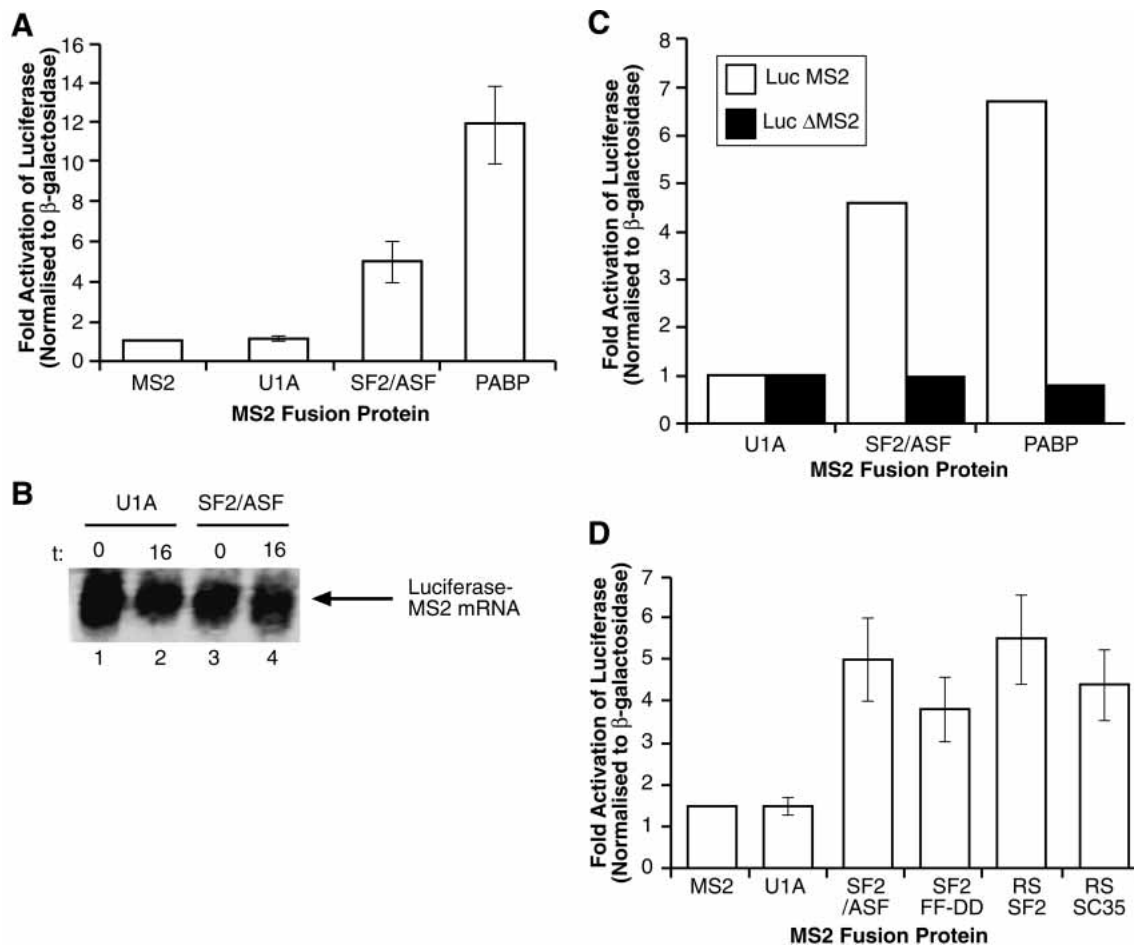 A
Fold Activation of Luciferase
(Normalised to β-galactosidase)
16
14
12
10
8
6
4
2
0
MS2 U1A SF2/ASF PABP
MS2 Fusion Protein
B
U1A SF2/ASF
t: 0 16 0 16
Luciferase-
MS2 mRNA
1 2 3 4
C
Fold Activation of Luciferase
(Normalised to β-galactosidase)
8
7
6
5
4
3
2
1
0
Luc MS2
Luc ΔMS2
U1A SF2/ASF PABP
MS2 Fusion Protein
D
Fold Activation of Luciferase
(Normalised to β-galactosidase)
7
6
5
4
3
2
1
0
MS2 U1A SF2 SF2 RS RS
/ASF FF-DD SF2 SC35
MS2 Fusion Protein